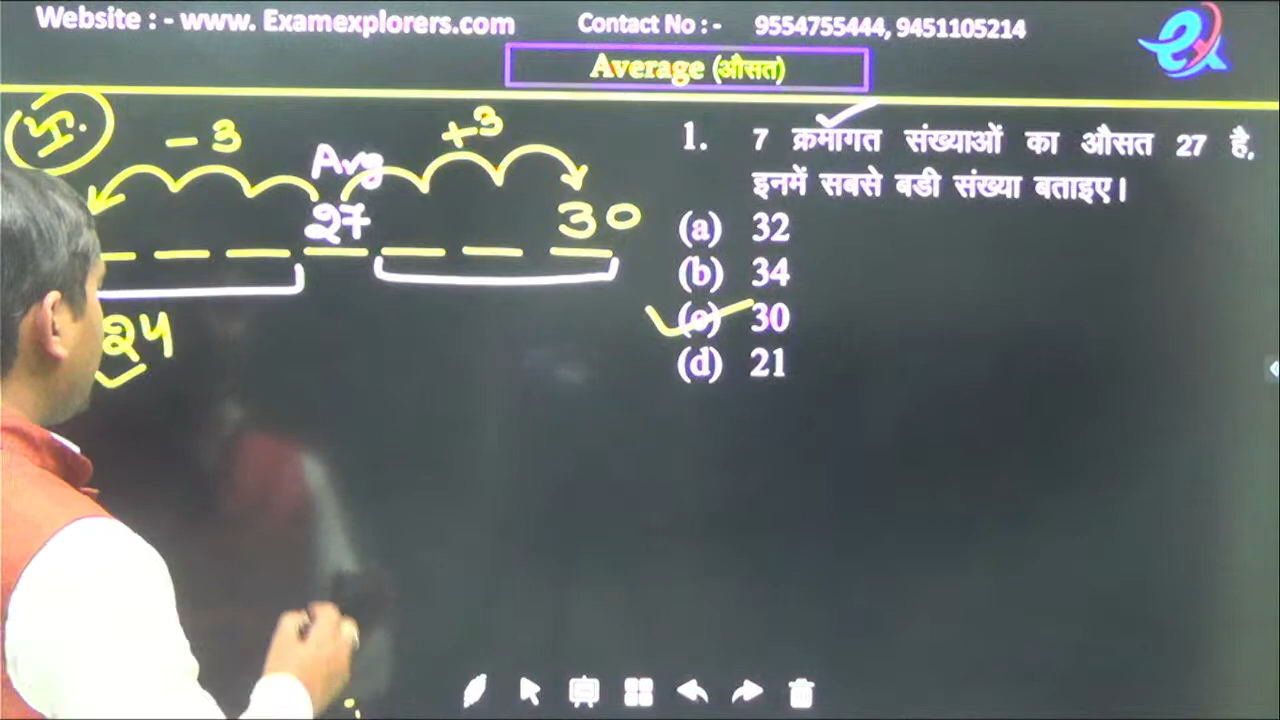 Website : - www. Examexplorers.com Contact No : - 9554755444, 9451105214
ex
Average (औसत)
- 3
+3
Avg
27
30
24
1. 7 क्रमागत संख्याओं का औसत 27 है,
इनमें सबसे बडी संख्या बताइए।
(a) 32
(b) 34
(c) 30
(d) 21